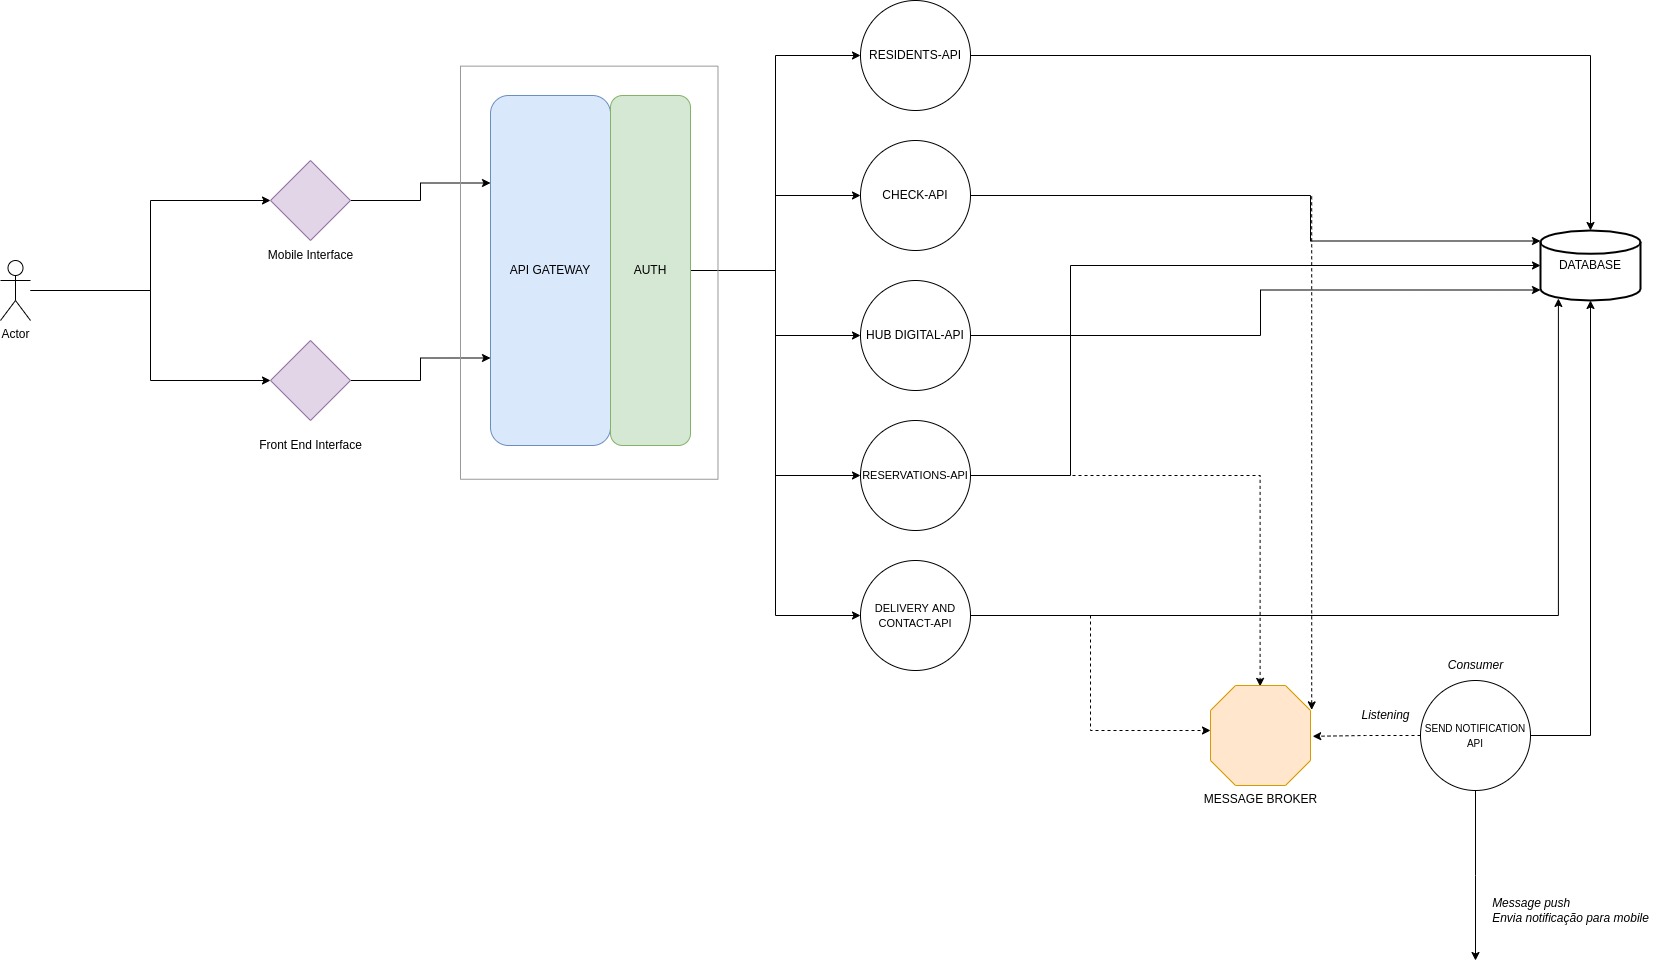 RESIDENTS-API
CHECK-API
Mobile Interface
API GATEWAY
AUTH
DATABASE
Actor
HUB DIGITAL-API
Front End Interface
RESERVATIONS-API
DELIVERY AND
CONTACT-API
Consumer
Listening
SEND NOTIFICATION
API
MESSAGE BROKER
Message push
Envia notificação para mobile